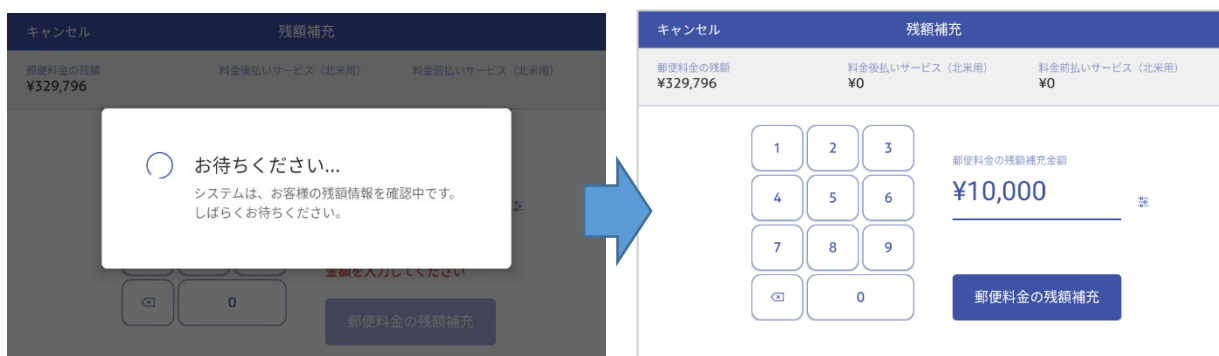 キャンセル
残額補充
郵便料金の残額
料金後払いサービス（北米用）
料金前払いサービス（北米用）
¥329,796
お待ちください...
システムは、お客様の残額情報を確認中です。
しばらくお待ちください。
金額を入力してください
0
郵便料金の残額補充
キャンセル
残額補充
郵便料金の残額
料金後払いサービス（北米用）
料金前払いサービス（北米用）
¥329,796
¥0
¥0
1 2 3
郵便料金の残額補充金額
¥10,000
4 5 6
7 8 9
0
郵便料金の残額補充